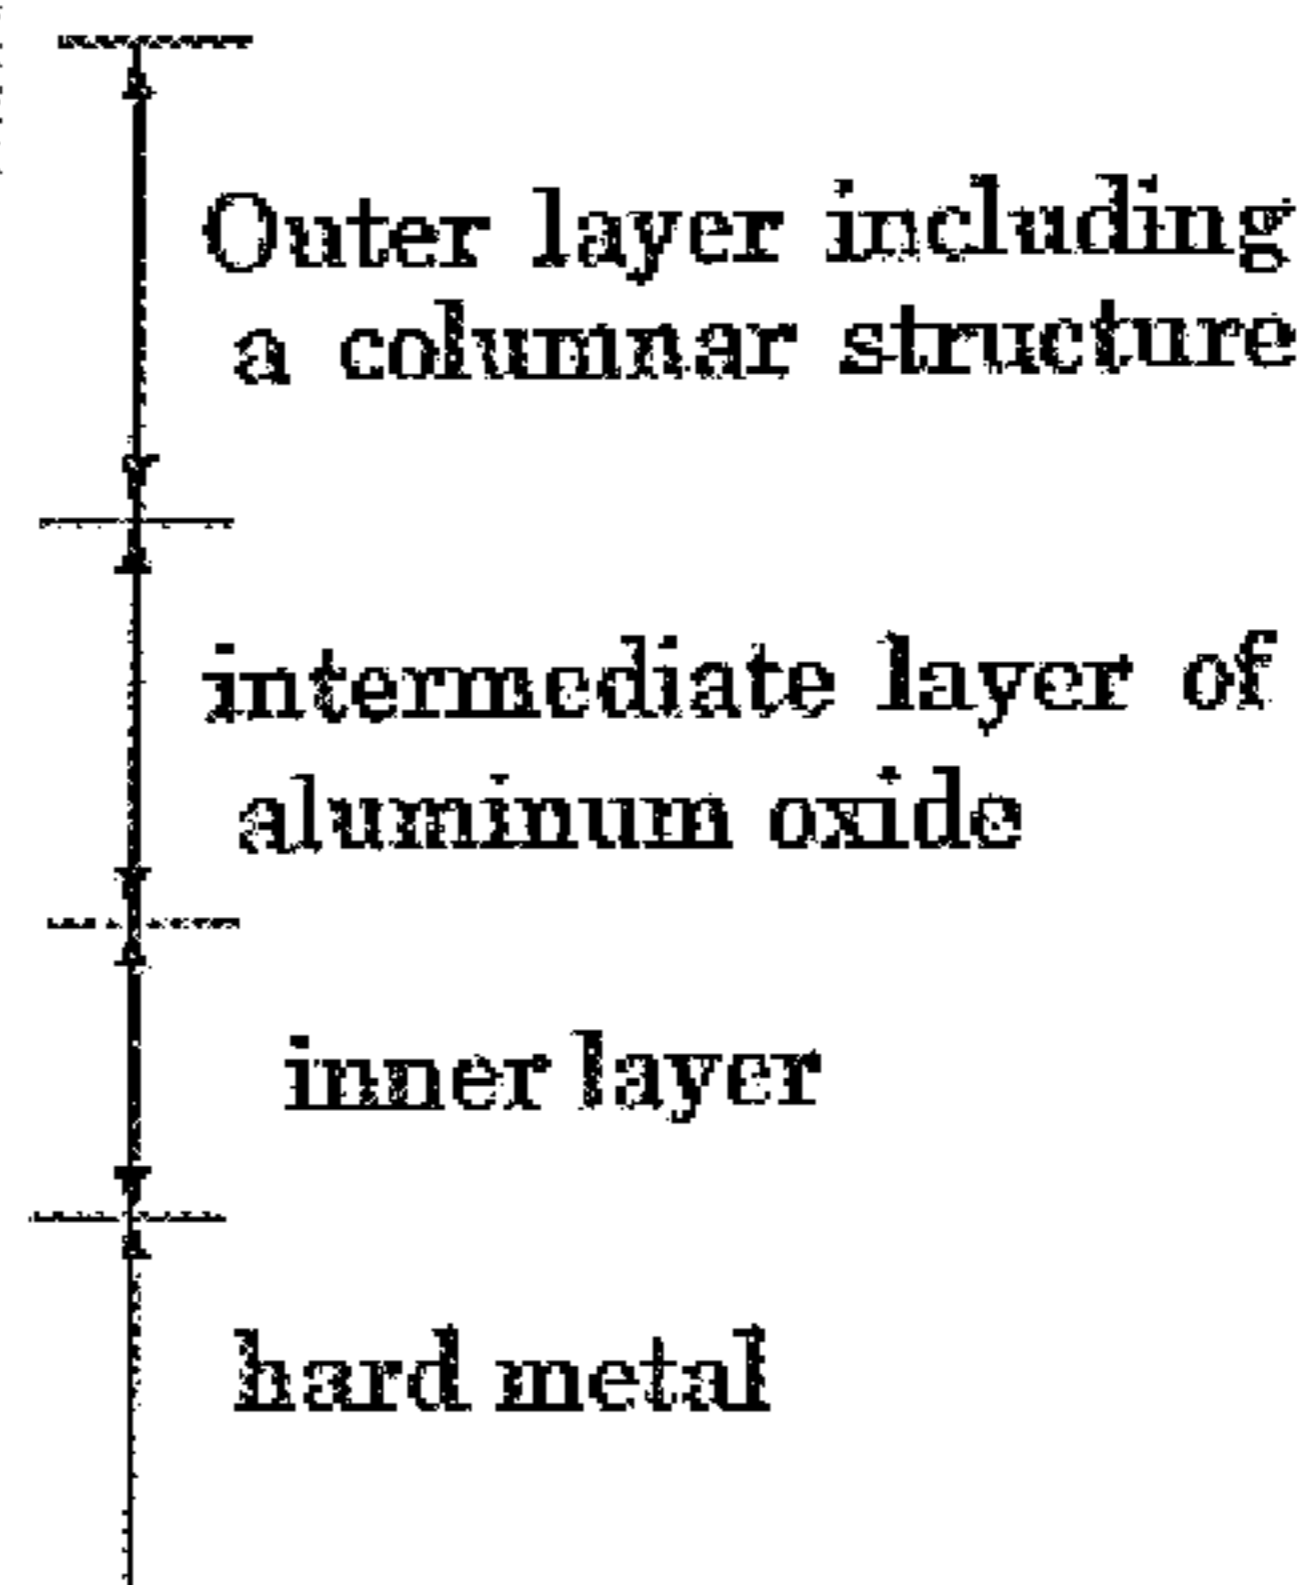 Outer layer including
a columnar structure
intermediate layer of
aluminum oxide
inner layer
hard metal